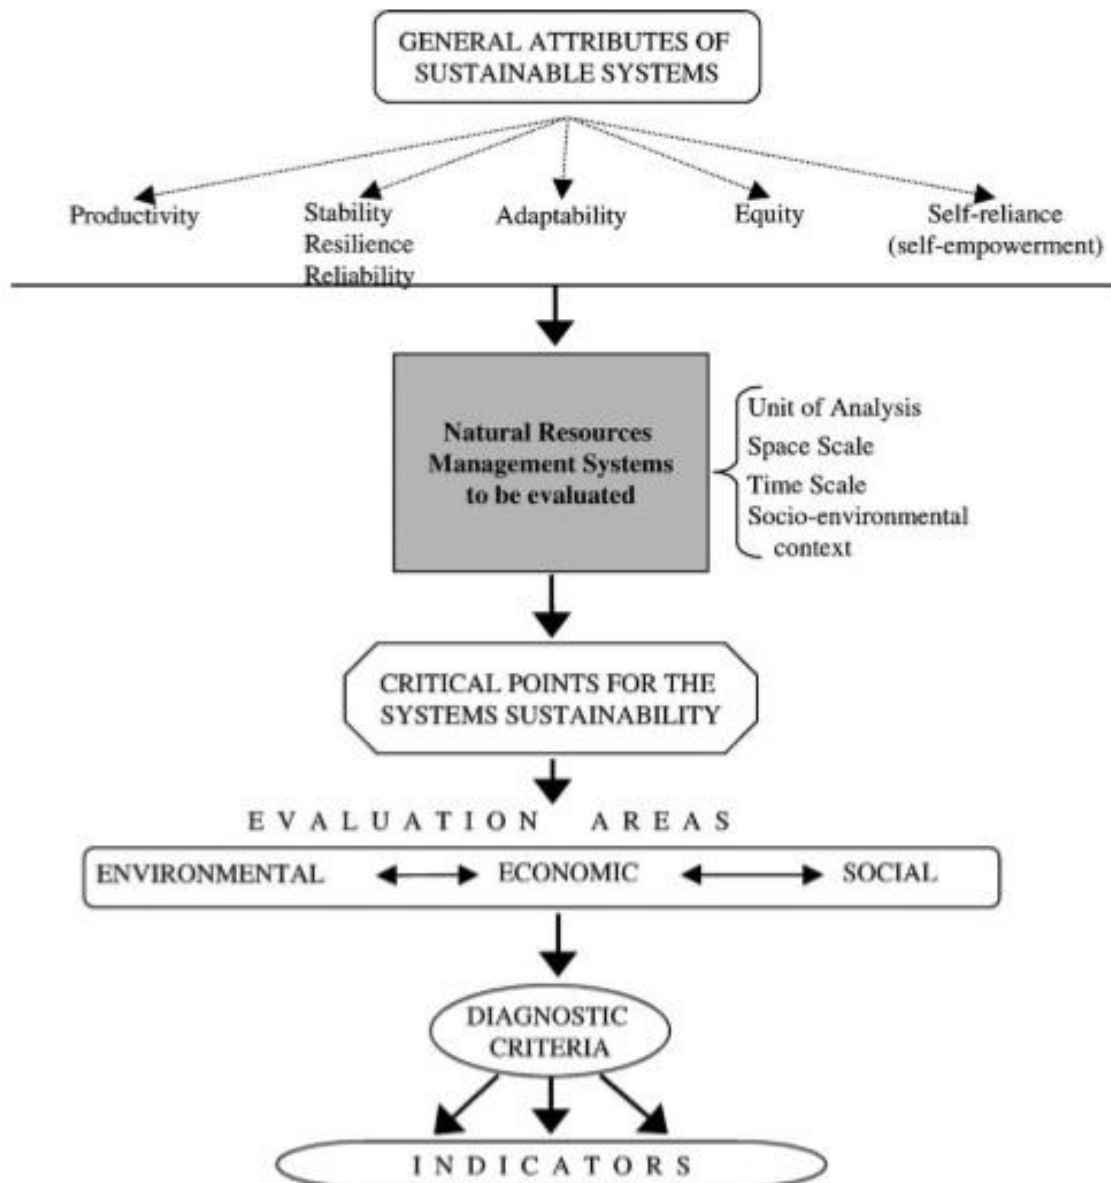 GENERAL ATTRIBUTES OF
SUSTAINABLE SYSTEMS
Productivity
Stability
Resilience
Reliability
Adaptability
Equity
Self-reliance
(self-empowerment)
Natural Resources
Management Systems
to be evaluated
Unit of Analysis
Space Scale
Time Scale
Socio-environmental
context
CRITICAL POINTS FOR THE
SYSTEMS SUSTAINABILITY
EVALUATION AREAS
ENVIRONMENTAL ECONOMIC SOCIAL
DIAGNOSTIC
CRITERIA
INDICATORS